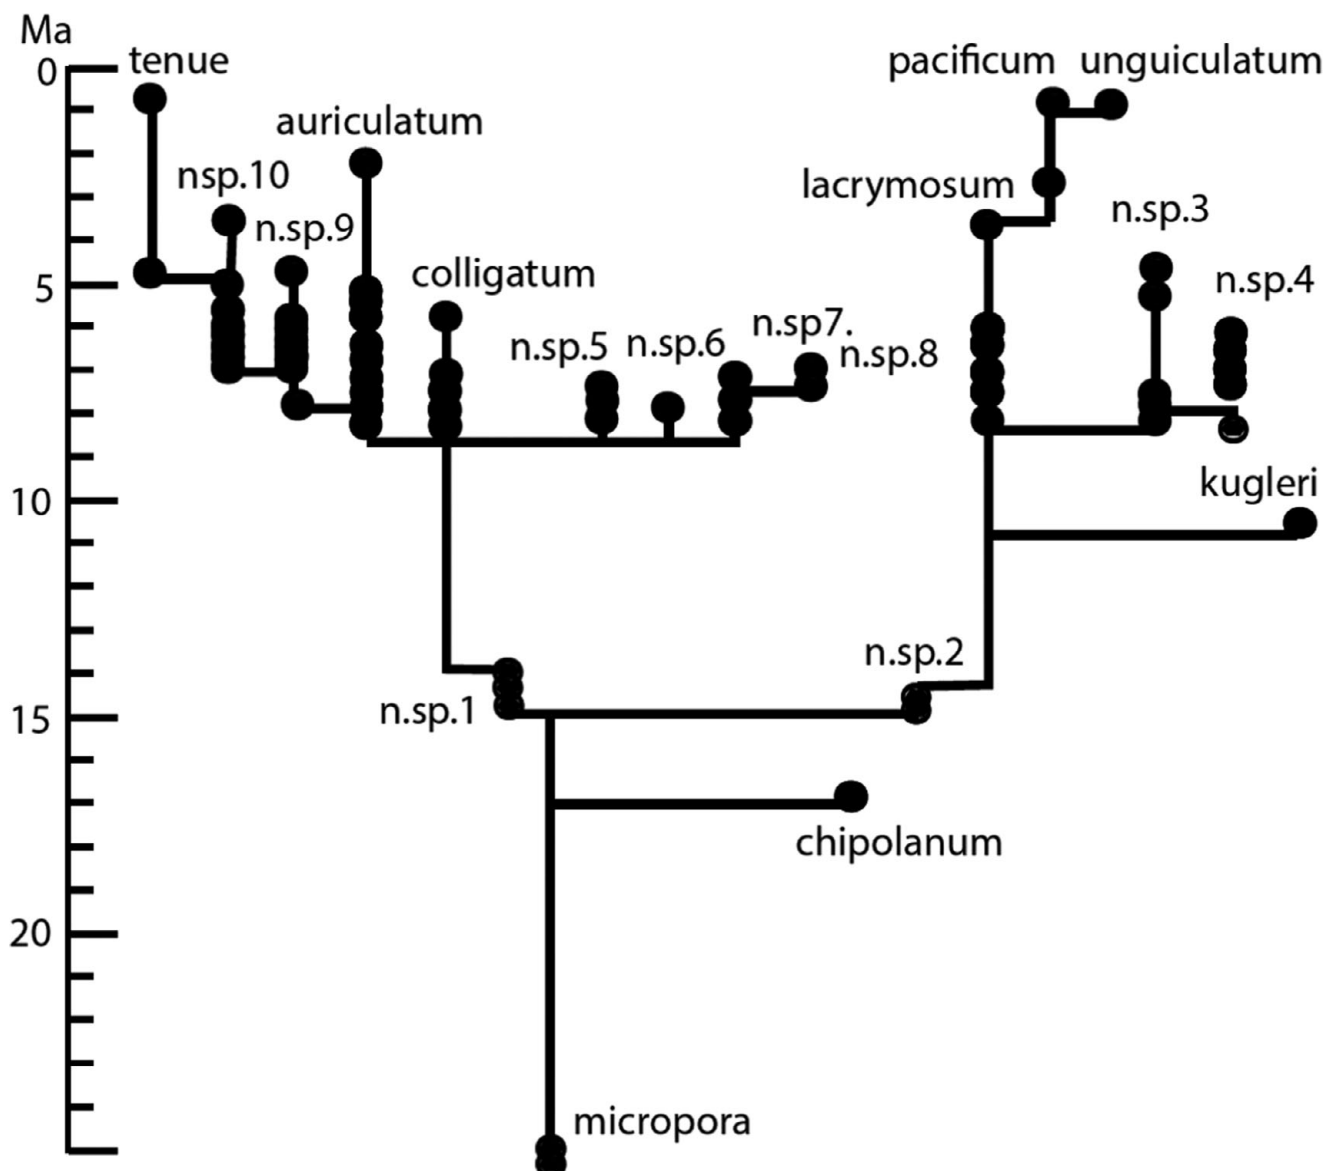 Ma
0
tenue
pacificum
unguiculatum
auriculatum
nsp.10
lacrymosum
n.sp.3
n.sp.9
colligatum
n.sp.4
5
n.sp7.
n.sp.5
n.sp.6
n.sp.8
kugleri
10
n.sp.2
n.sp.1
15
chipolanum
20
micropora